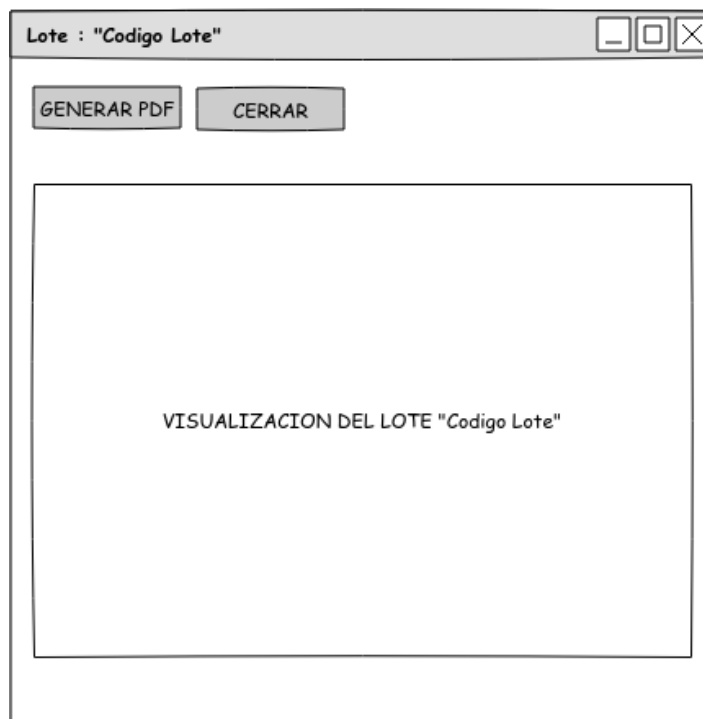 Lote : "Codigo Lote"
GENERAR PDF
CERRAR
VISUALIZACION DEL LOTE "Codigo Lote"